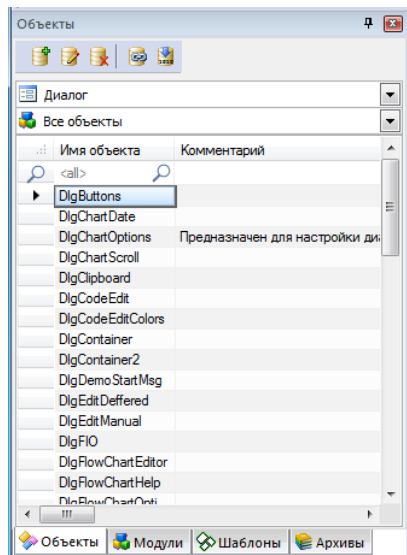 Объекты
Диалог
Все объекты
Имя объекта Комментарий
<all>
DlgButtons
DlgChartDate
DlgChartOptions Предназначен для настройки ди
DlgChartScroll
DlgClipboard
DlgCodeEdit
DlgCodeEditColors
DlgContainer
DlgContainer2
DlgDemoStartMsg
DlgEditDeffered
DlgEditManual
DlgFIO
DlgFlowChartEditor
DlgFlowChartHelp
DlgFlowChartOpti
Объекты Модули Шаблоны Архивы